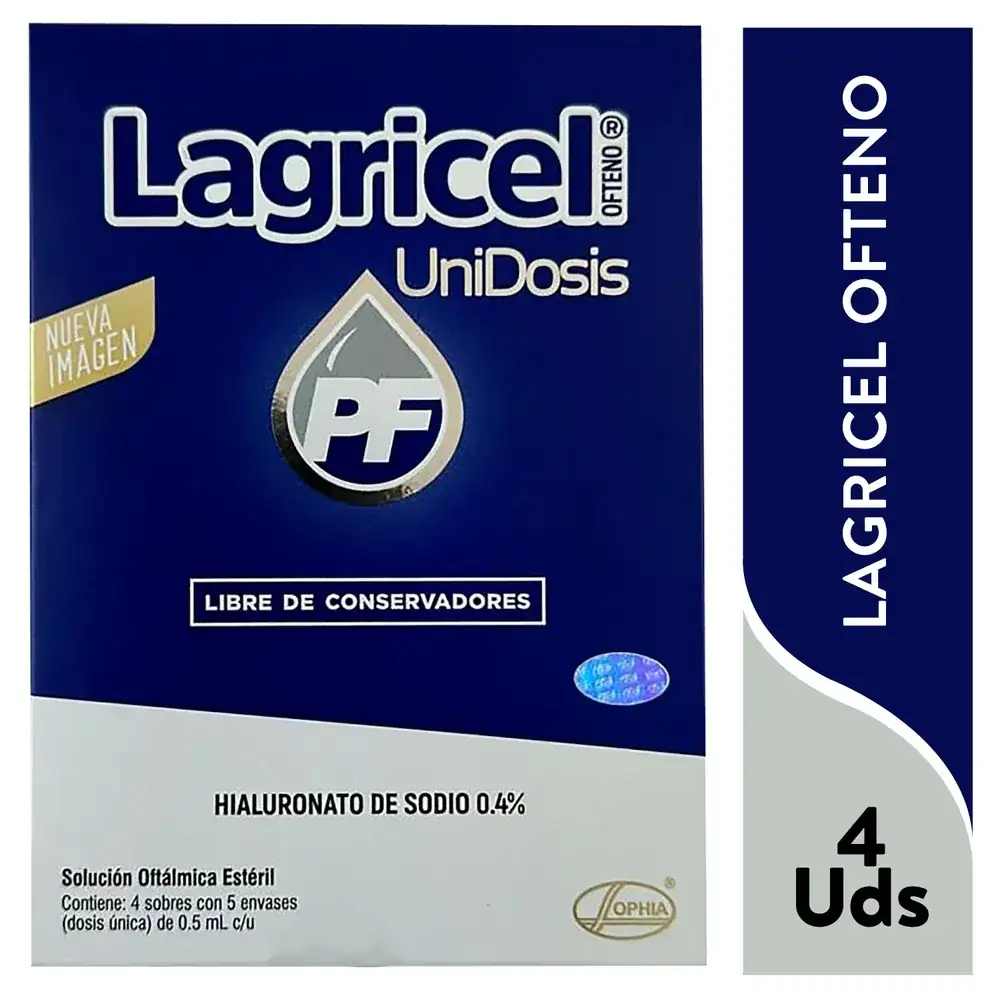 Lagricel
OFTENO ®
UniDosis
NUEVA
IMAGEN
PF
LIBRE DE CONSERVADORES
HIALURONATO DE SODIO 0.4%
Solución Oftálmica Estéril
Contiene: 4 sobres con 5 envases
(dosis única) de 0.5 mL c/u
SOPHIA®
LAGRICEL OFTENO
4
Uds